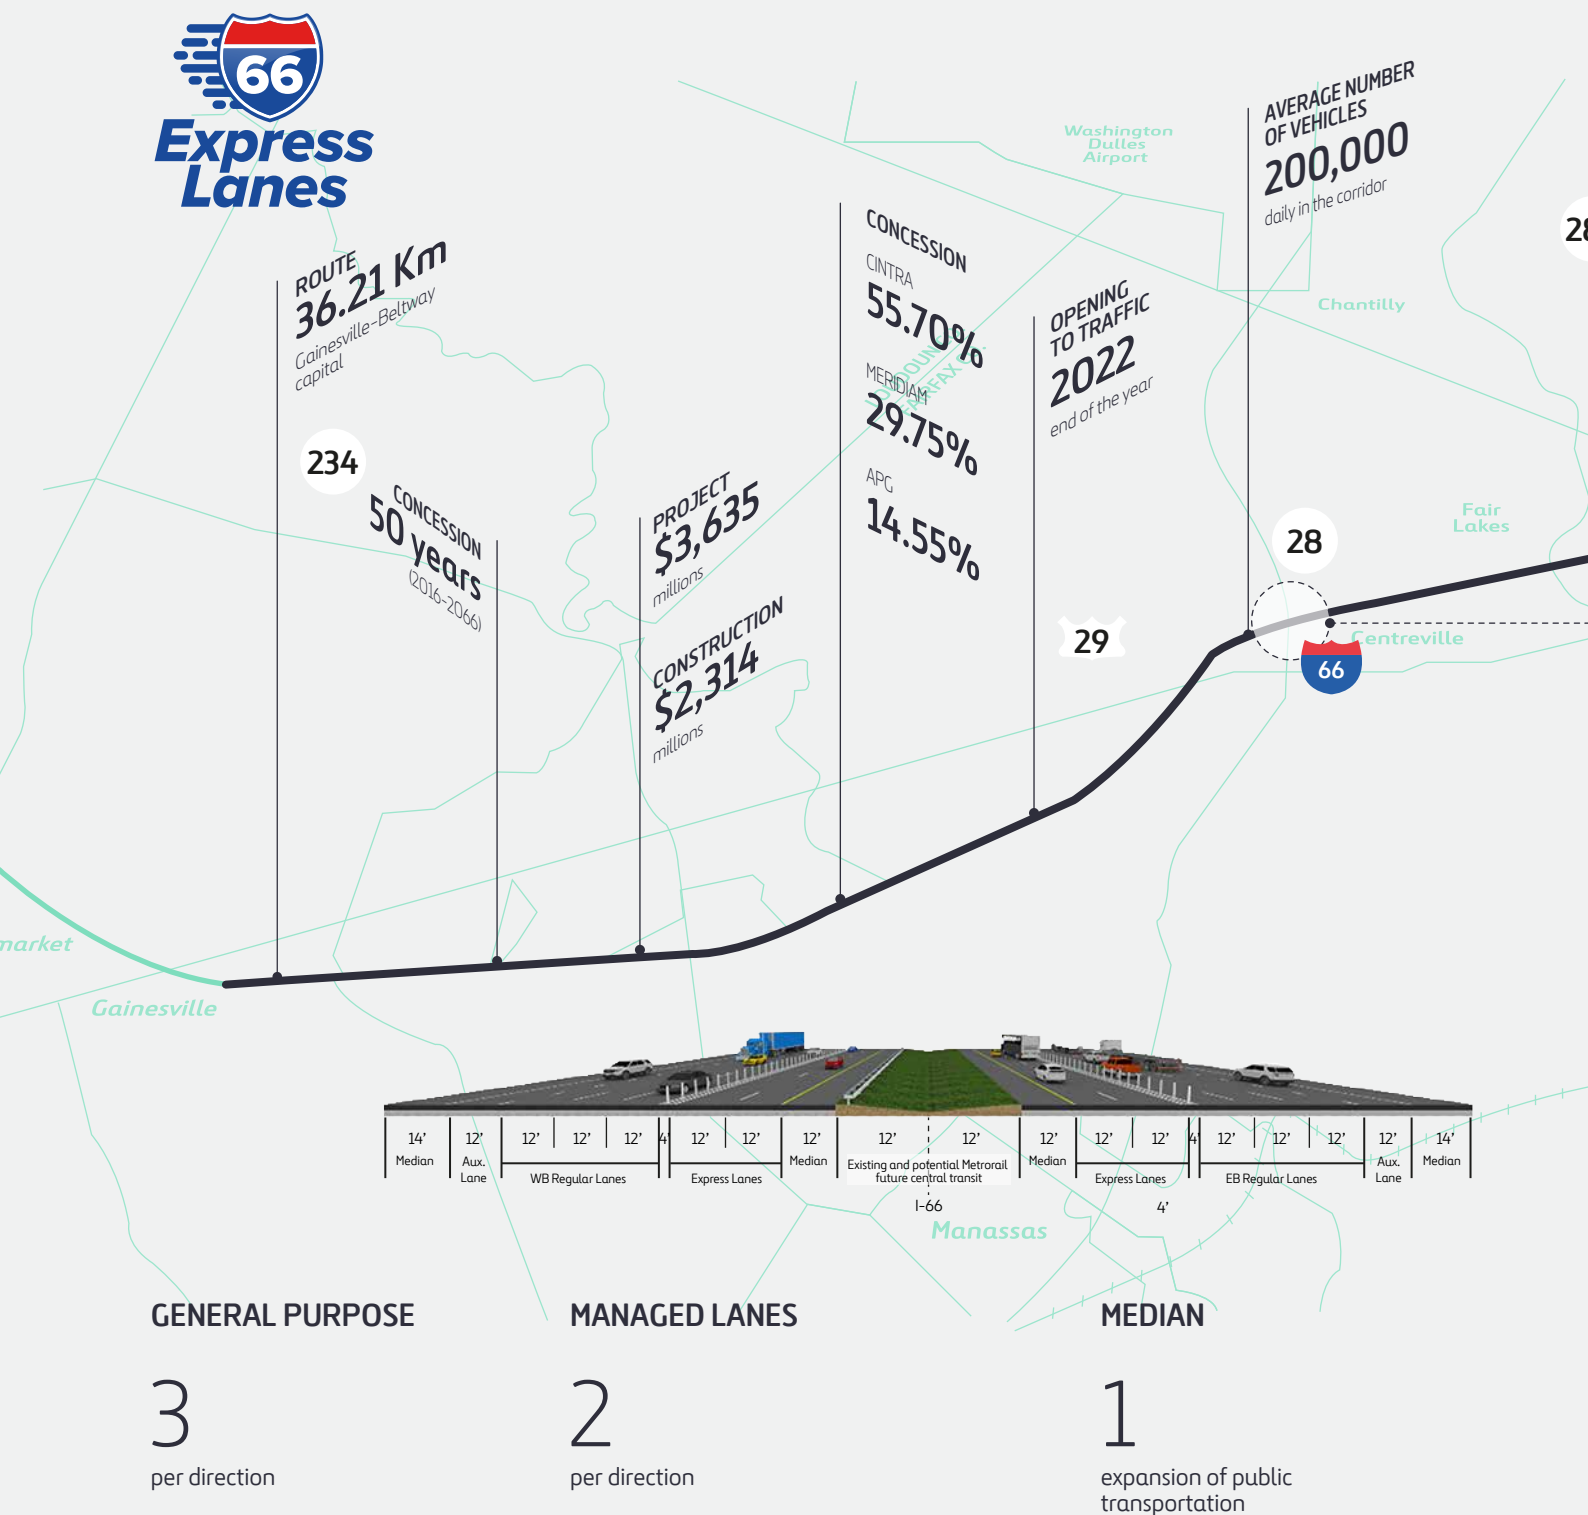 66
Express
Lanes
ROUTE
36.21 Km
Gainesville-Beltway
capital
234
CONCESSION
50 years
(2016-2066)
PROJECT
$3,635
millions
CONSTRUCTION
$2,314
millions
CONCESSION
CINTRA
55.70%
MERIDIAM
29.75%
APG
14.55%
FAIRFAX CO.
OPENING
TO TRAFFIC
2022
end of the year
AVERAGE NUMBER
OF VEHICLES
200,000
daily in the corridor
Washington
Dulles
Airport
Chantilly
Fair
Lakes
28
28
29
Centreville
66
market
Gainesville
14' 12' 12' 12' 12' 4' 12' 12' 12' 12' 12' 12' 12' 12' 4' 12' 12' 12' 12' 14'
Median Aux. Lane WB Regular Lanes Express Lanes Median Existing and potential Metrorail
future central transit Median Express Lanes EB Regular Lanes Aux. Lane Median
I-66 4'
Manassas
GENERAL PURPOSE
3
per direction
MANAGED LANES
2
per direction
MEDIAN
1
expansion of public
transportation